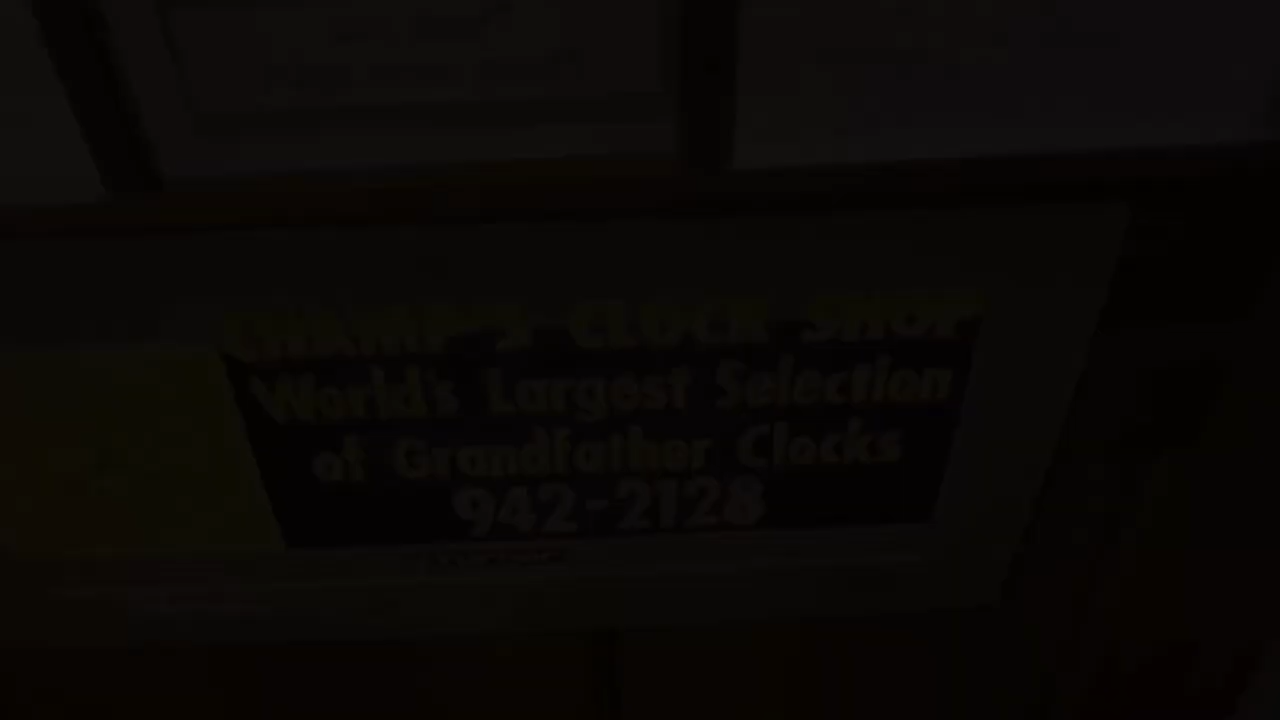 CLOCK SHOP
World's Largest Selection
of Grandfather Clocks
942-2128